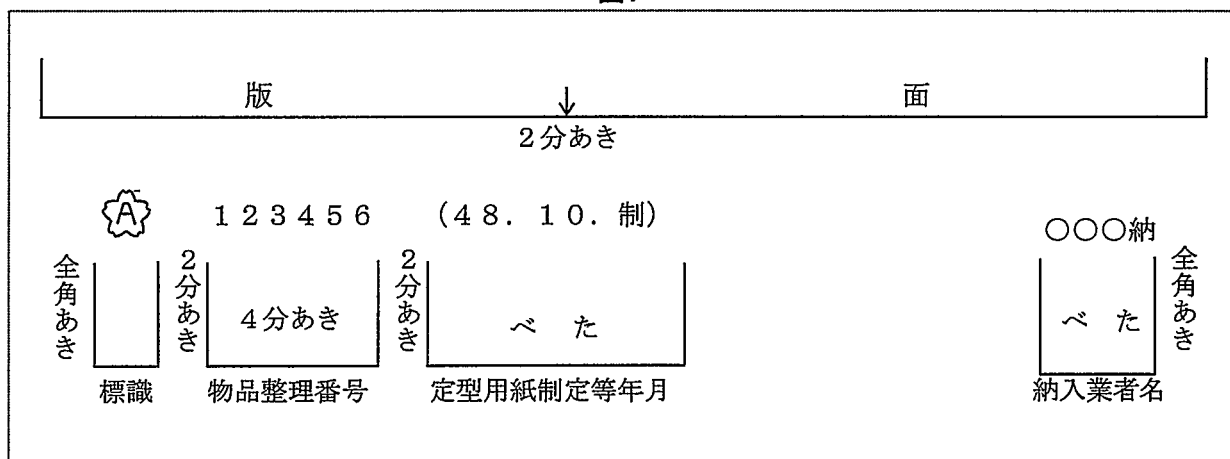 版 面
2分あき
A 123456 (48. 10. 制) ○○○納
全角あき
2分あき
4分あき
2分あき
べた
べた
全角あき
標識 物品整理番号 定型用紙制定等年月 納入業者名